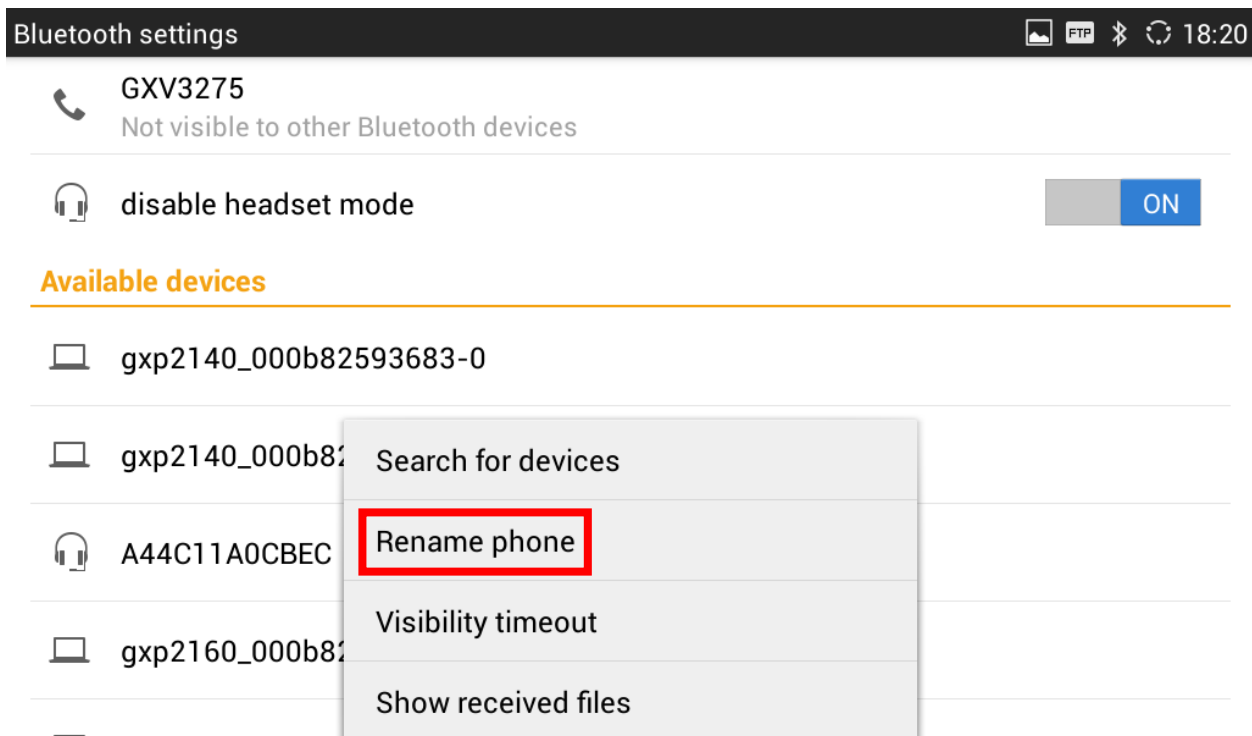 Bluetooth settings
FTP
18:20
GXV3275
Not visible to other Bluetooth devices
disable headset mode
ON
Available devices
gxp2140_000b82593683-0
gxp2140_000b82
Search for devices
Rename phone
A44C11A0CBEC
Visibility timeout
gxp2160_000b82
Show received files